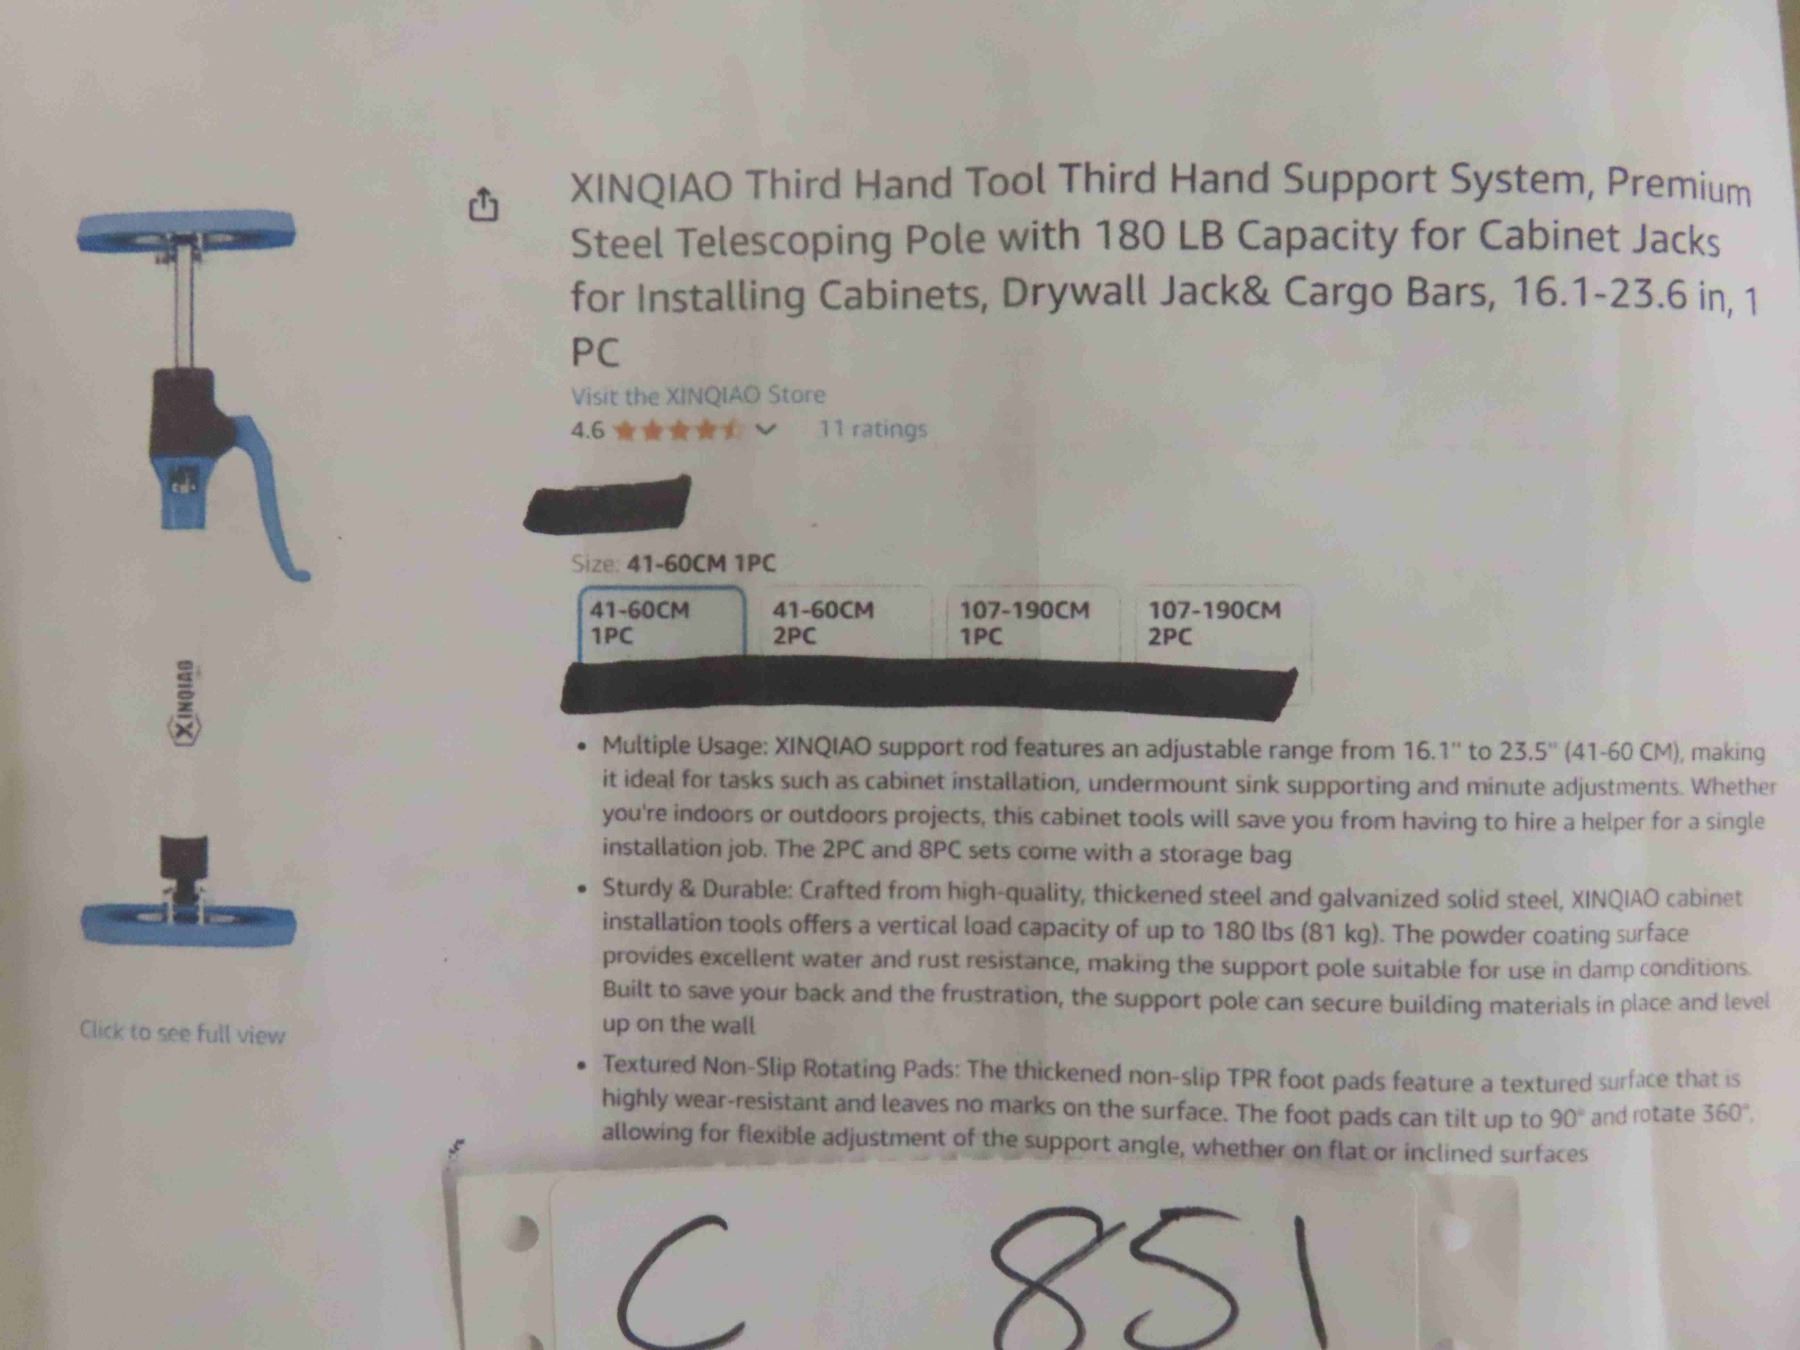 XINQIAO Third Hand Tool Third Hand Support System, Premium
Steel Telescoping Pole with 180 LB Capacity for Cabinet Jacks
for Installing Cabinets, Drywall Jack& Cargo Bars, 16.1-23.6 in, 1
PC
Visit the XINQIAO Store
4.6 11 ratings
Size: 41-60CM 1PC
41-60CM
1PC
41-60CM
2PC
107-190CM
1PC
107-190CM
2PC
XINQIAO
Click to see full view
• Multiple Usage: XINQIAO support rod features an adjustable range from 16.1" to 23.5" (41-60 CM), making
it ideal for tasks such as cabinet installation, undermount sink supporting and minute adjustments. Whether
you're indoors or outdoors projects, this cabinet tools will save you from having to hire a helper for a single
installation job. The 2PC and 8PC sets come with a storage bag
• Sturdy & Durable: Crafted from high-quality, thickened steel and galvanized solid steel, XINQIAO cabinet
installation tools offers a vertical load capacity of up to 180 lbs (81 kg). The powder coating surface
provides excellent water and rust resistance, making the support pole suitable for use in damp conditions.
Built to save your back and the frustration, the support pole can secure building materials in place and level
up on the wall
• Textured Non-Slip Rotating Pads: The thickened non-slip TPR foot pads feature a textured surface that is
highly wear-resistant and leaves no marks on the surface. The foot pads can tilt up to 90° and rotate 360°,
allowing for flexible adjustment of the support angle, whether on flat or inclined surfaces
C 851